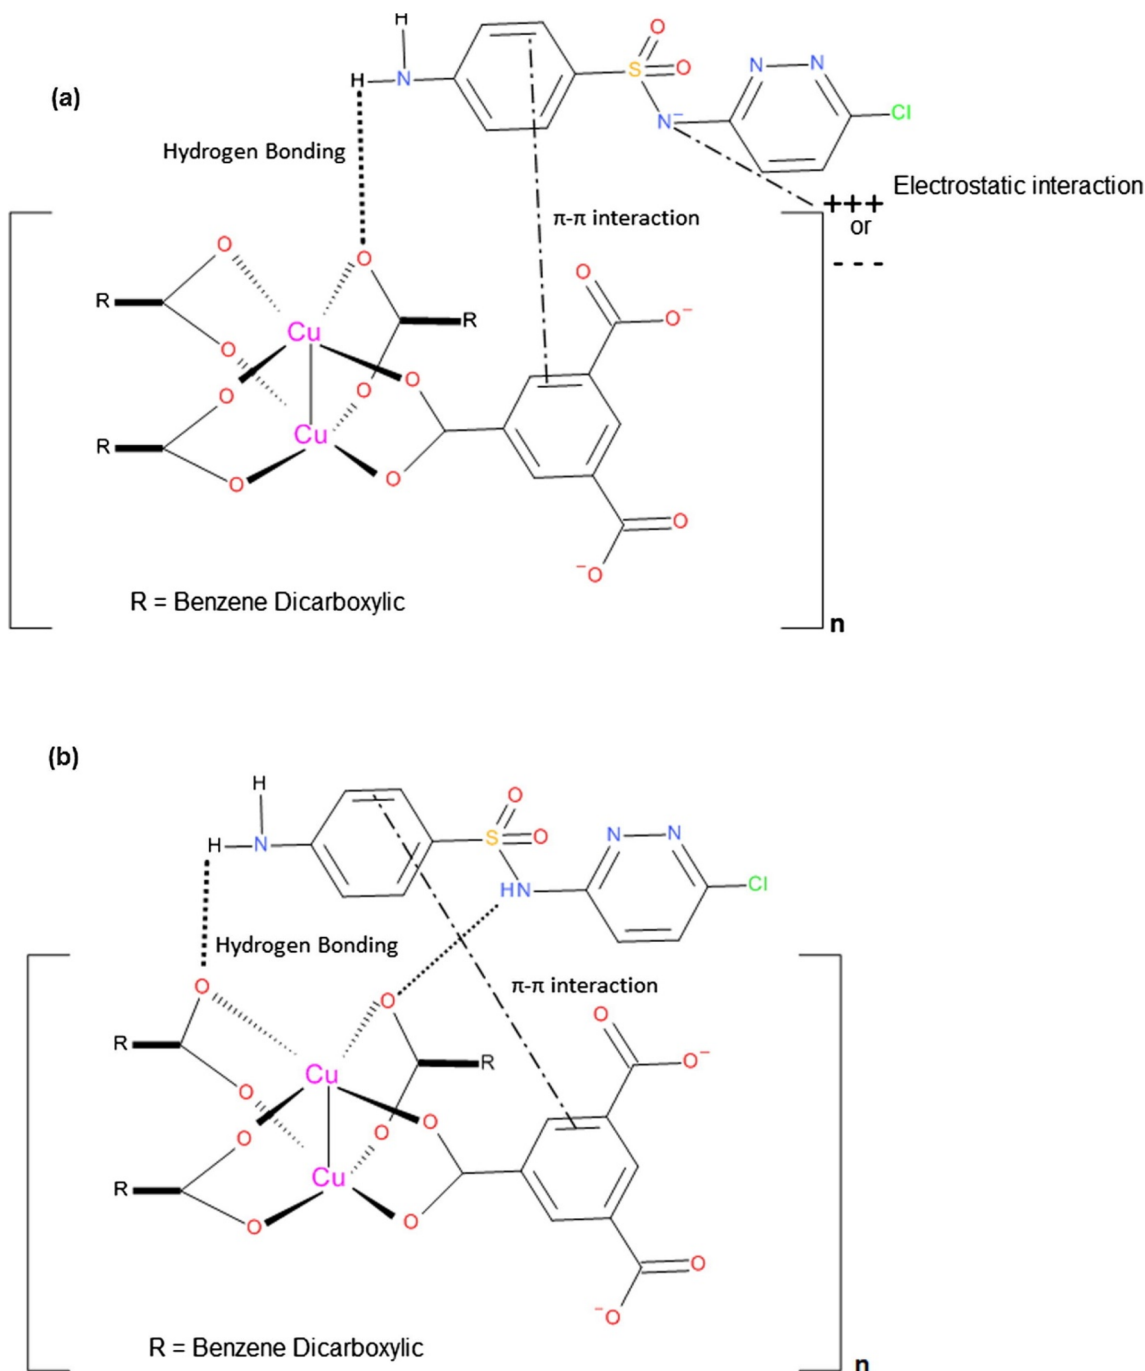 (a)
H
H N
S O O
N N
N⁻
Cl
Hydrogen Bonding
π-π interaction
Electrostatic interaction
+++
or
- - -
O O O
R
Cu
R
O⁻
O O O O
R
Cu
O O
O
⁻O
R = Benzene Dicarboxylic
n
(b)
H
H N
S O O
N N
HN
Cl
Hydrogen Bonding
π-π interaction
O O O
R
Cu
R
O⁻
O O O O
R
Cu
O O
O
⁻O
R = Benzene Dicarboxylic
n